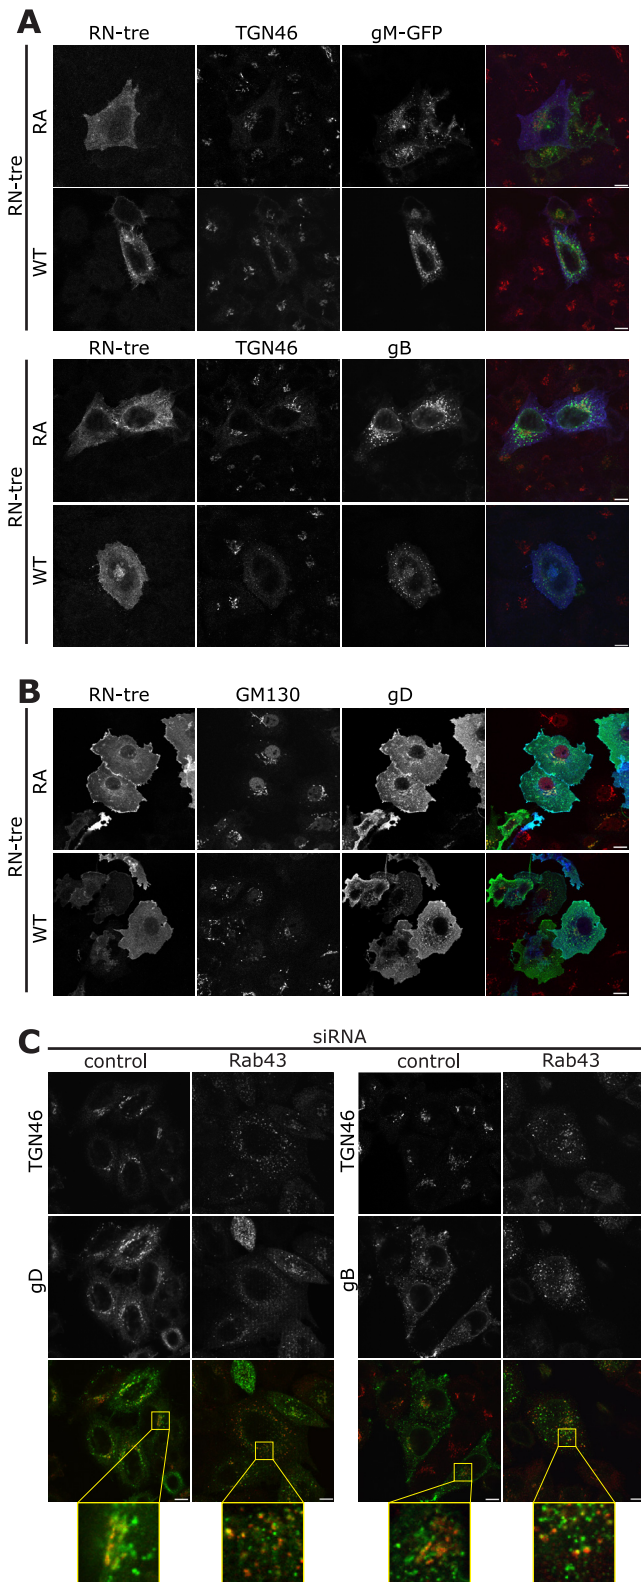 A
RN-tre TGN46 gM-GFP
RN-tre
RA
WT
RN-tre TGN46 gB
RN-tre
RA
WT
B
RN-tre GM130 gD
RN-tre
RA
WT
C
siRNA
control Rab43 control Rab43
TGN46 TGN46
gD gB